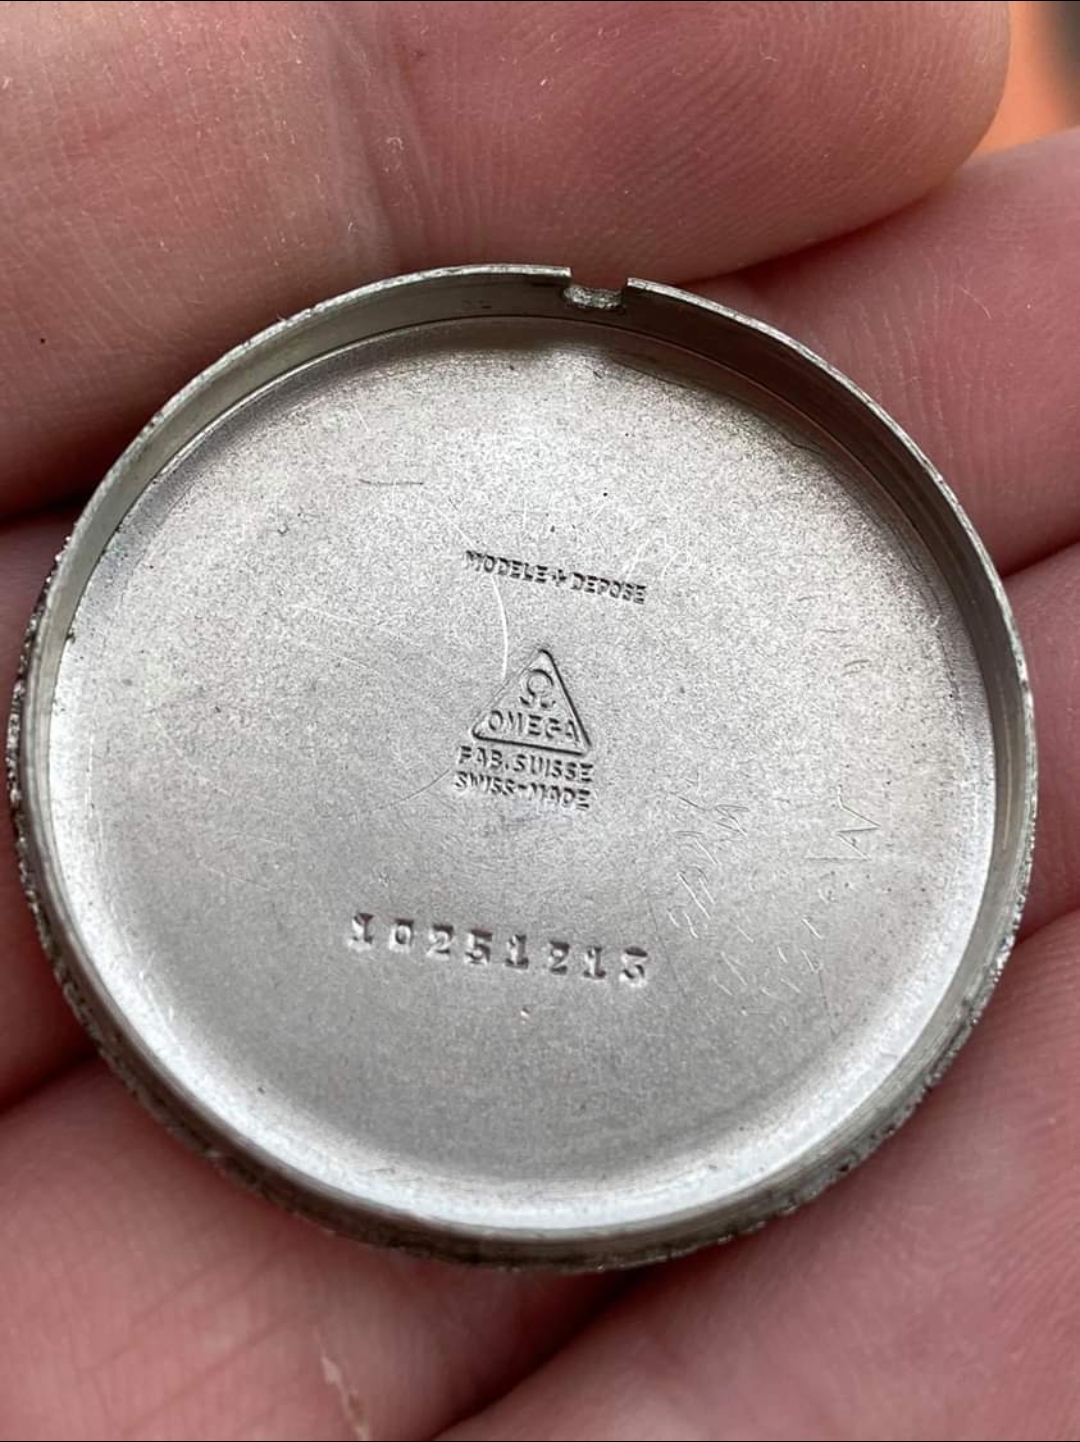 MODELE + DEPOSE
Ω
OMEGA
FAB. SUISSE
SWISS-MADE
10251213